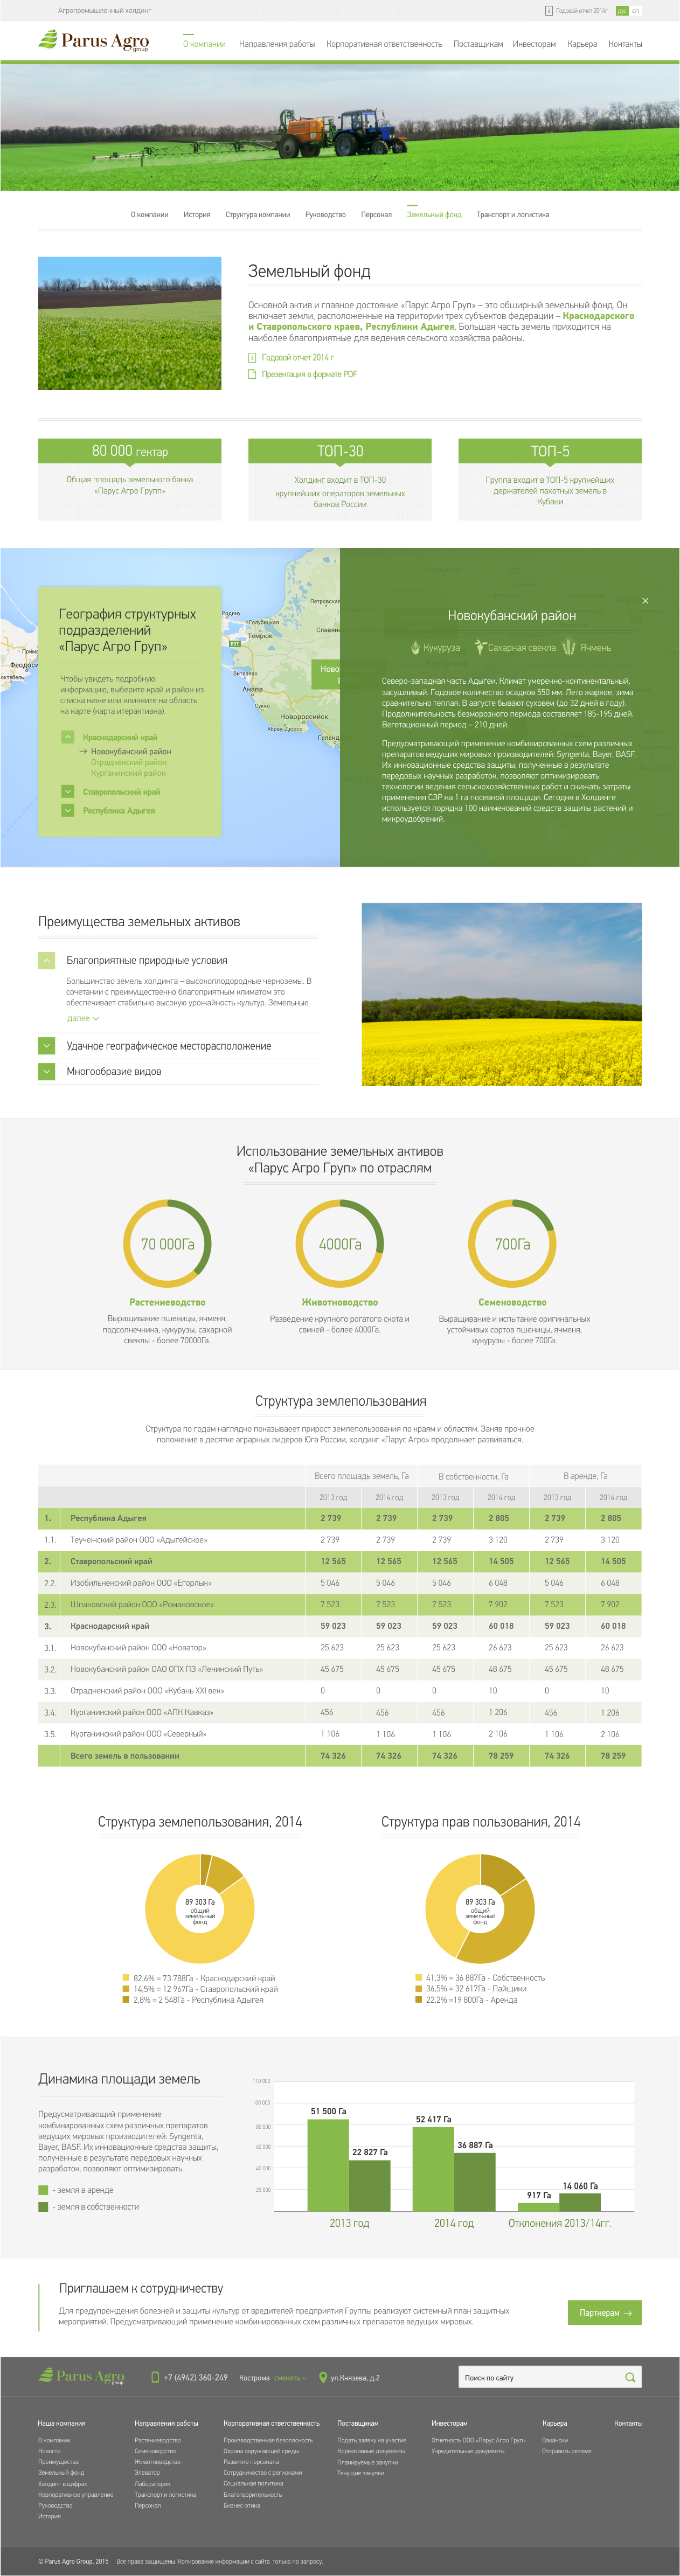 Агропромышленный холдинг
Годовой отчет 2014г
рус en
Parus Agro
group
О компании Направления работы Корпоративная ответственность Поставщикам Инвесторам Карьера Контакты
О компании История Структура компании Руководство Персонал Земельный фонд Транспорт и логистика
Земельный фонд
Основной актив и главное достояние «Парус Агро Груп» – это обширный земельный фонд. Он
включает земли, расположенные на территории трех субъектов федерации – Краснодарского
и Ставропольского краев, Республики Адыгея. Большая часть земель приходится на
наиболее благоприятные для ведения сельского хозяйства районы.
Годовой отчет 2014 г
Презентация в формате PDF
80 000 гектар
Общая площадь земельного банка
«Парус Агро Групп»
ТОП-30
Холдинг входит в ТОП-30
крупнейших операторов земельных
банков России
ТОП-5
Группа входит в ТОП-5 крупнейших
держателей пахотных земель в
Кубани
География структурных
подразделений
«Парус Агро Груп»
Чтобы увидеть подробную
информацию, выберите край и район из
списка ниже или кликните на область
на карте (карта итерактивна).
Краснодарский край
Новокубанский район
Отрадненский район
Курганинский район
Ставропольский край
Республика Адыгея
Феодоси
Темрюк
Голубицкая
Витязево
Анапа
Сукко
Новороссийск
Абрау-Дюрсо
Геленд
Петровска
Славян
Ново
Новокубанский район
Кукуруза Сахарная свекла Ячмень
Северо-западная часть Адыгеи, Климат умеренно-континентальный,
засушливый. Годовое количество осадков 550 мм. Лето жаркое, зима
сравнительно теплая. В августе бывают суховеи (до 32 дней в году).
Продолжительность безморозного периода составляет 185-195 дней.
Вегетационный период – 210 дней.
Предусматривающий применение комбинированных схем различных
препаратов ведущих мировых производителей: Syngenta, Bayer, BASF.
Их инновационные средства защиты, полученные в результате
передовых научных разработок, позволяют оптимизировать
технологии ведения сельскохозяйственных работ и снижать затраты
применения СЗР на 1 га посевной площади. Сегодня в Холдинге
используется порядка 100 наименований средств защиты растений и
микроудобрений.
Преимущества земельных активов
Благоприятные природные условия
Большинство земель холдинга – высокоплодородные черноземы. В
сочетании с преимущественно благоприятным климатом это
обеспечивает стабильно высокую урожайность культур. Земельные
далее
Удачное географическое месторасположение
Многообразие видов
Использование земельных активов
«Парус Агро Груп» по отраслям
70 000Га
4000Га
700Га
Растениеводство
Выращивание пшеницы, ячменя,
подсолнечника, кукурузы, сахарной
свеклы - более 70000Га.
Животноводство
Разведение крупного рогатого скота и
свиней - более 4000Га.
Семеноводство
Выращивание и испытание оригинальных
устойчивых сортов пшеницы, ячменя,
кукурузы - более 700Га.
Структура землепользования
Структура по годам наглядно показываеет прирост землепользования по краям и областям. Заняв прочное
положение в десятке аграрных лидеров Юга России, холдинг «Парус Агро» продолжает развиваться.
Всего площадь земель, Га В собственности, Га В аренде, Га
2013 год 2014 год 2013 год 2014 год 2013 год 2014 год
1. Республика Адыгея 2 739 2 739 2 739 2 805 2 739 2 805
1.1. Теучежский район ООО «Адыгейское» 2 739 2 739 2 739 3 120 2 739 3 120
2. Ставропольский край 12 565 12 565 12 565 14 505 12 565 14 505
2.2. Изобильненский район ООО «Егорлык» 5 046 5 046 5 046 6 048 5 046 6 048
2.3. Шпаковский район ООО «Романовское» 7 523 7 523 7 523 7 902 7 523 7 902
3. Краснодарский край 59 023 59 023 59 023 60 018 59 023 60 018
3.1. Новокубанский район ООО «Новатор» 25 623 25 623 25 623 26 623 25 623 26 623
3.2. Новокубанский район ОАО ОПХ ПЗ «Ленинский Путь» 45 675 45 675 45 675 48 675 45 675 48 675
3.3. Отрадненский район ООО «Кубань XXI век» 0 0 0 10 0 10
3.4. Курганинский район ООО «АПК Кавказ» 456 456 456 1 206 456 1 206
3.5. Курганинский район ООО «Северный» 1 106 1 106 1 106 2 106 1 106 2 106
Всего земель в пользовании 74 326 74 326 74 326 78 259 74 326 78 259
Структура землепользования, 2014
89 303 Га
общий
земельный
фонд
82,6% = 73 788Га - Краснодарский край
14,5% = 12 967Га - Ставропольский край
2,8% = 2 548Га - Республика Адыгея
Структура прав пользования, 2014
89 303 Га
общий
земельный
фонд
41,3% = 36 887Га - Собственность
36,5% = 32 617Га - Пайщики
22,2% =19 800Га - Аренда
Динамика площади земель
Предусматривающий применение
комбинированных схем различных препаратов
ведущих мировых производителей: Syngenta,
Bayer, BASF. Их инновационные средства защиты,
полученные в результате передовых научных
разработок, позволяют оптимизировать
- земля в аренде
- земля в собственности
110 000
100 000
80 000
60 000
40 000
25 000
51 500 Га
22 827 Га
52 417 Га
36 887 Га
917 Га
14 060 Га
2013 год 2014 год Отклонения 2013/14гг.
Приглашаем к сотрудничеству
Для предупреждения болезней и защиты культур от вредителей предприятия Группы реализуют системный план защитных
мероприятий. Предусматривающий применение комбинированных схем различных препаратов ведущих мировых.
Партнерам
Parus Agro
group
+7 (4942) 360-249 Кострома сменить ул.Князева, д.2
Поиск по сайту
Наша компания
О компании
Новости
Преимущества
Земельный фонд
Холдинг в цифрах
Корпоративное управление
Руководство
История
Направления работы
Растениеводство
Семеноводство
Животноводство
Элеватор
Лаборатория
Транспорт и логистика
Персонал
Корпоративная ответственность
Производственная безопасность
Охрана окружающей среды
Развитие персонала
Сотрудничество с регионами
Социальная политика
Благотворительность
Бизнес-этика
Поставщикам
Подать заявку на участие
Нормативные документы
Планируемые закупки
Текущие закупки
Инвесторам
Отчетность ООО «Парус Агро Груп»
Учредительные документы
Карьера
Вакансии
Отправить резюме
Контакты
© Parus Agro Group, 2015 Все права защищены. Копирование информации с сайта только по запросу.